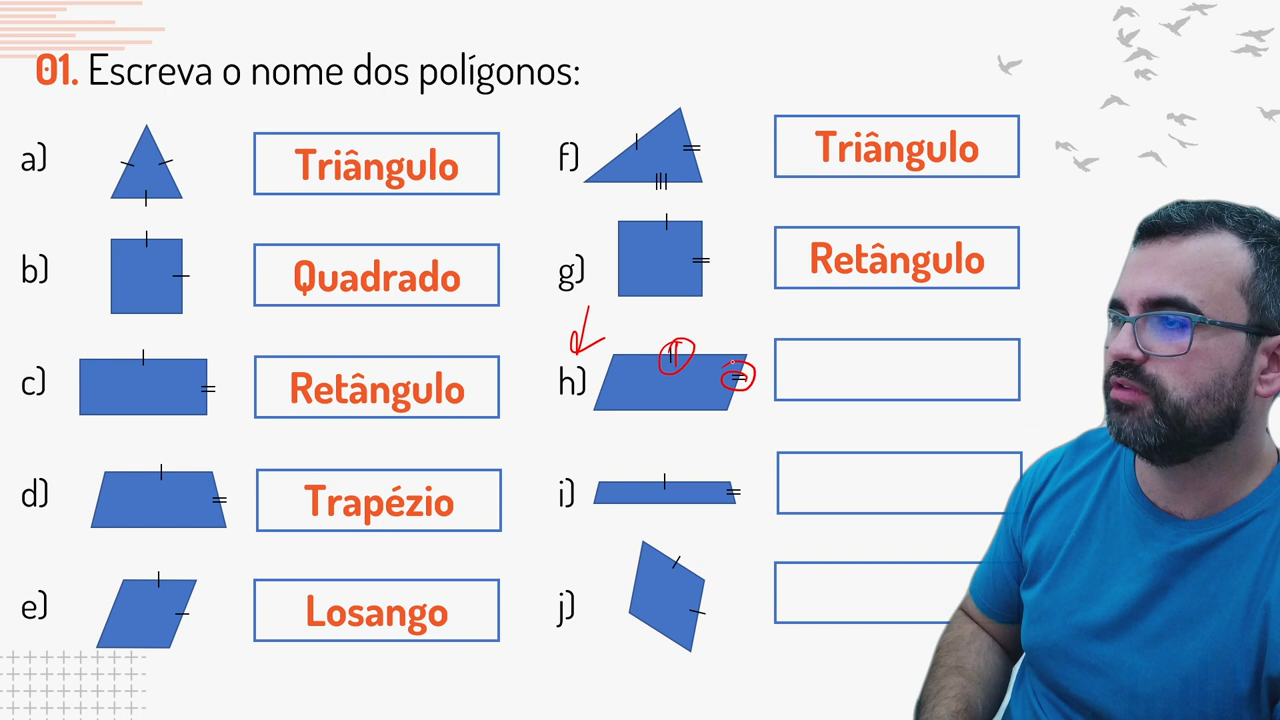 01. Escreva o nome dos polígonos:
a) Triângulo
b) Quadrado
c) Retângulo
d) Trapézio
e) Losango
f) Triângulo
g) Retângulo
h)
i)
j)